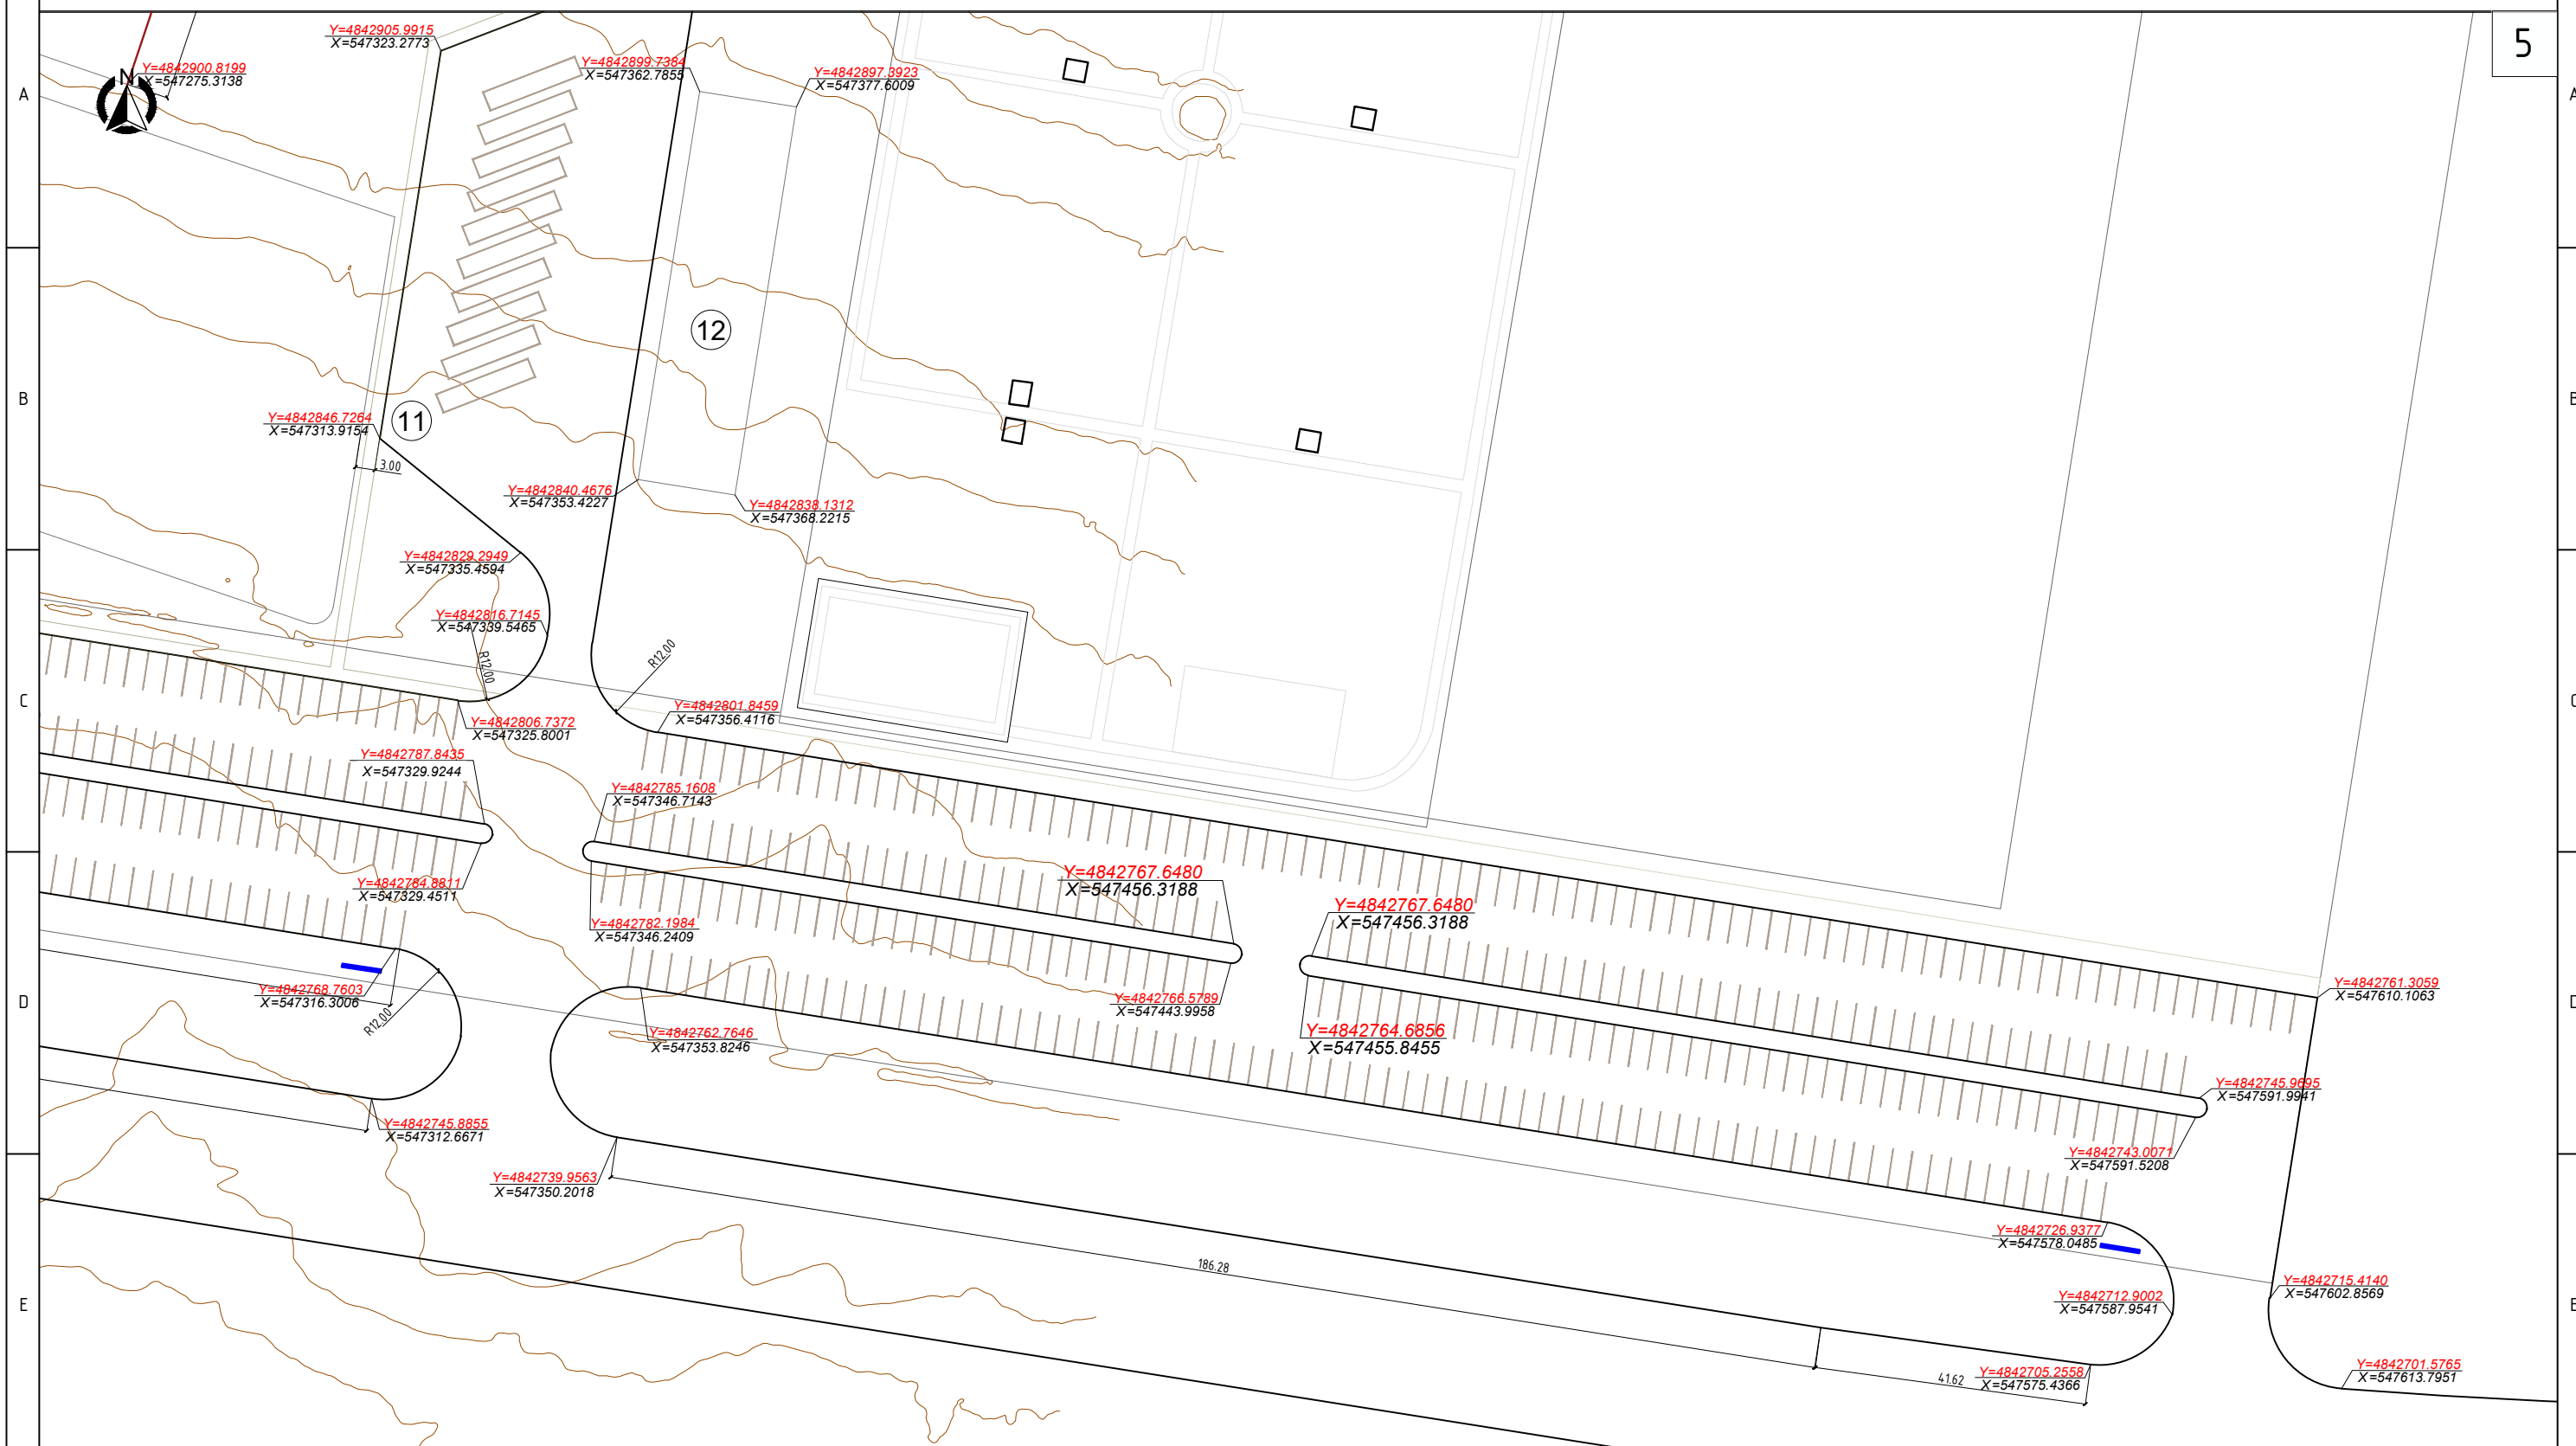 5
A
A
B
B
C
C
D
D
E
E
N
Y=4842900.8199
X=547275.3138
Y=4842905.9915
X=547323.2773
Y=4842899.7384
X=547362.7855
Y=4842897.3923
X=547377.6009
12
11
Y=4842846.7264
X=547313.9154
3.00
Y=4842840.4676
X=547353.4227
Y=4842838.1312
X=547368.2215
Y=4842829.2949
X=547335.4594
Y=4842816.7145
X=547339.5465
R12.00
R12.00
Y=4842801.8459
X=547356.4116
Y=4842806.7372
X=547325.8001
Y=4842787.8435
X=547329.9244
Y=4842785.1608
X=547346.7143
Y=4842784.8811
X=547329.4511
Y=4842767.6480
X=547456.3188
Y=4842767.6480
X=547456.3188
Y=4842782.1984
X=547346.2409
Y=4842768.7603
X=547316.3006
R12.00
Y=4842766.5789
X=547443.9958
Y=4842761.3059
X=547610.1063
Y=4842762.7646
X=547353.8246
Y=4842764.6856
X=547455.8455
Y=4842745.9695
X=547591.9941
Y=4842745.8855
X=547312.6671
Y=4842743.0071
X=547591.5208
Y=4842739.9563
X=547350.2018
Y=4842726.9377
X=547578.0485
186.28
Y=4842715.4140
X=547602.8569
Y=4842712.9002
X=547587.9541
Y=4842705.2558
X=547575.4366
41.62
Y=4842701.5765
X=547613.7951